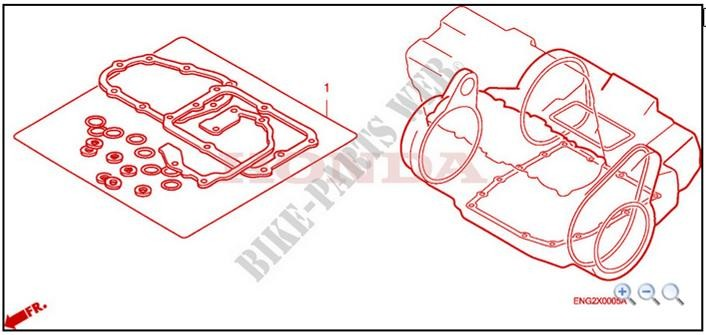 1
HONDA
BIKE-PARTS WEB
FR.
ENG2X0005A